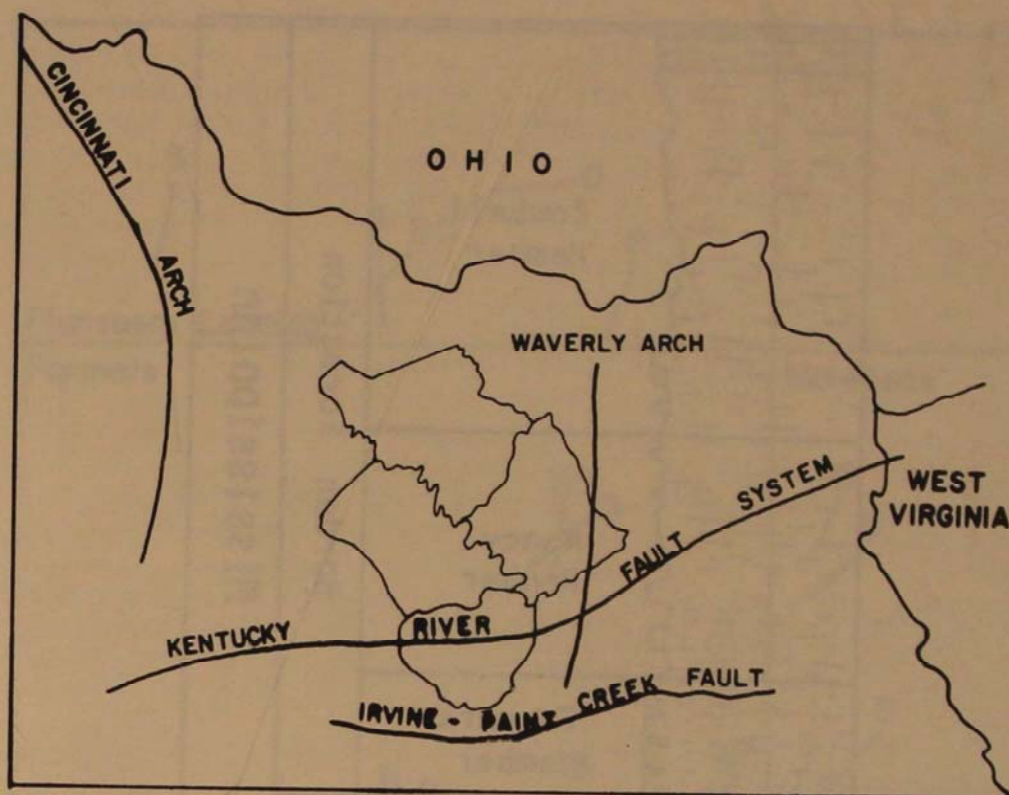 CINCINNATI ARCH
OHIO
WAVERLY ARCH
KENTUCKY RIVER FAULT SYSTEM
WEST
VIRGINIA
IRVINE - PAINT CREEK FAULT